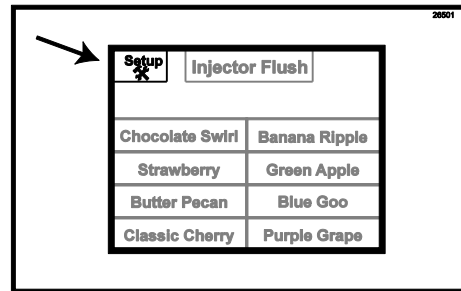 26501
Setup
Injector Flush
Chocolate Swirl
Banana Ripple
Strawberry
Green Apple
Butter Pecan
Blue Goo
Classic Cherry
Purple Grape